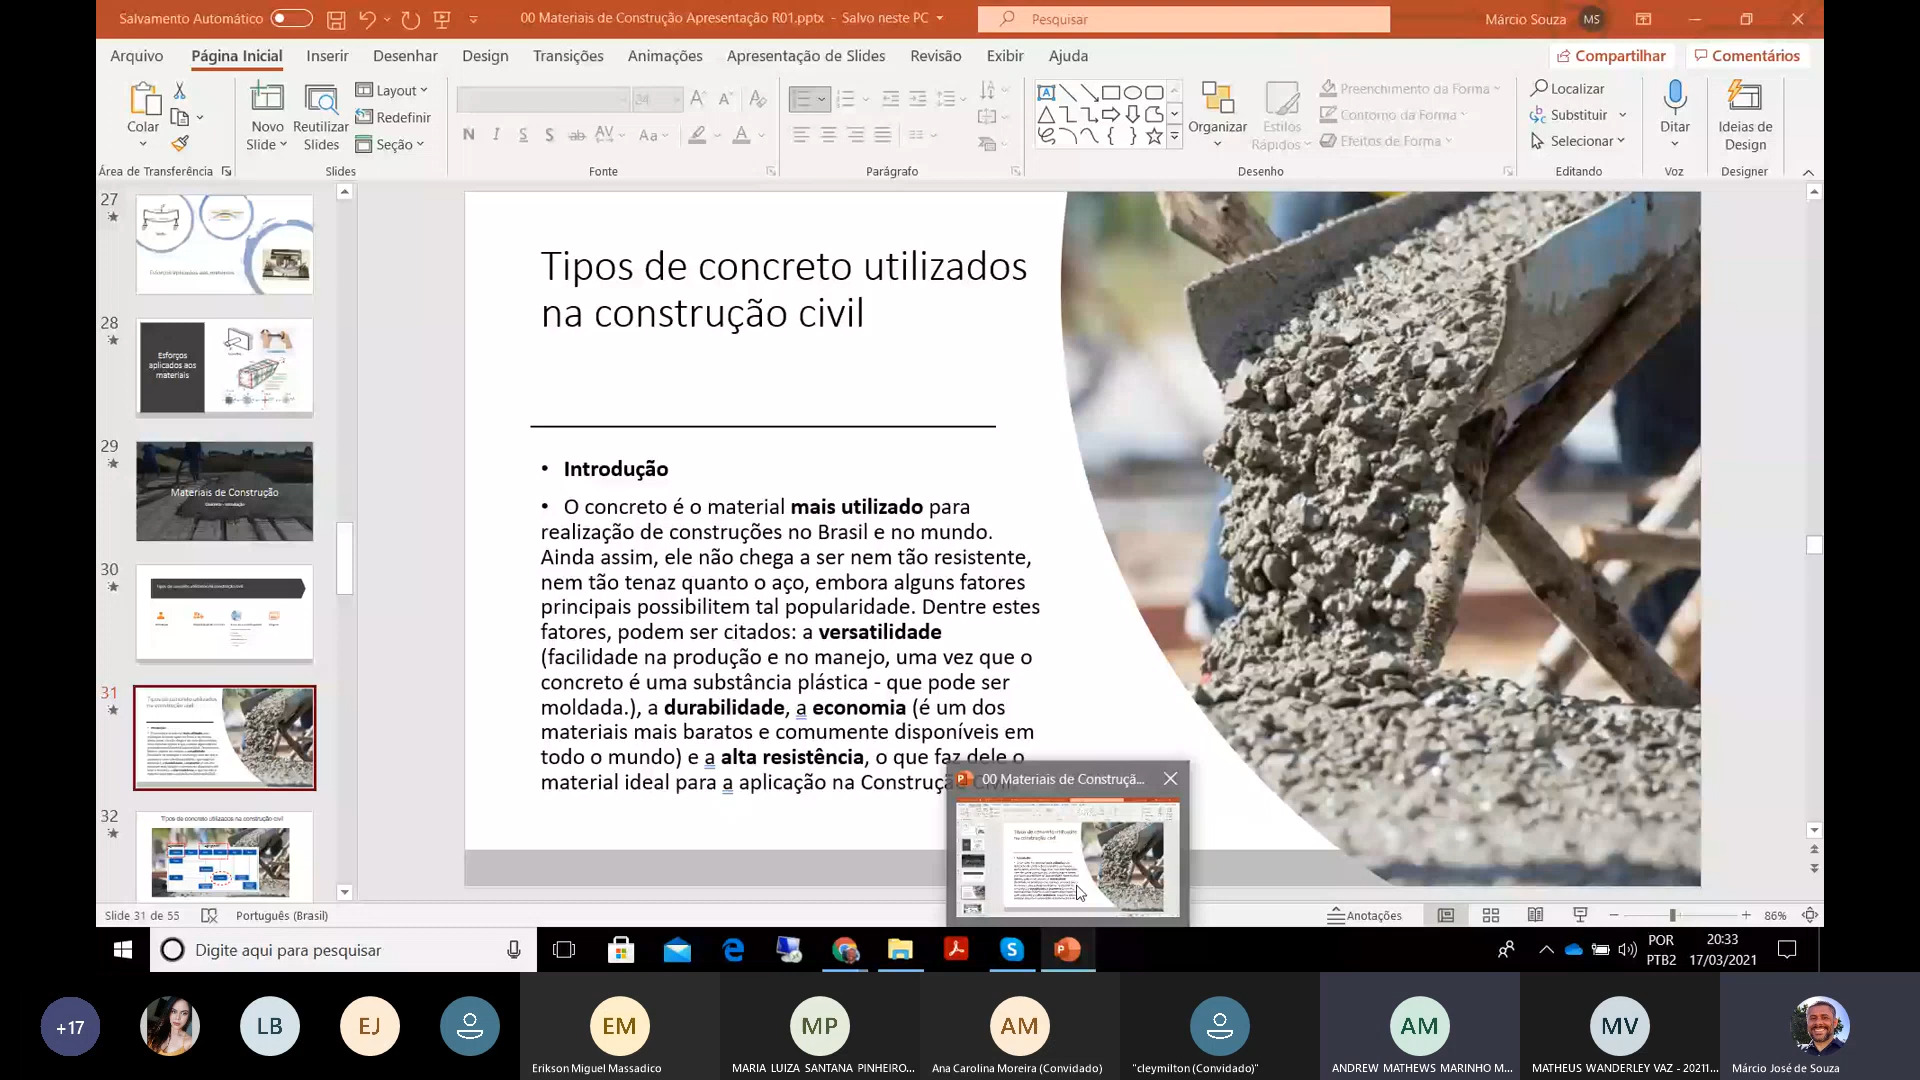 Salvamento Automático
00 Materiais de Construção Apresentação R01.pptx - Salvo neste PC
Pesquisar
Márcio Souza
MS
Arquivo
Página Inicial
Inserir
Desenhar
Design
Transições
Animações
Apresentação de Slides
Revisão
Exibir
Ajuda
Compartilhar
Comentários
Colar
Novo
Slide
Reutilizar
Slides
Layout
Redefinir
Seção
24
N I S S ab AV Aa A
Organizar
Estilos
Rápidos
Preenchimento da Forma
Contorno da Forma
Efeitos de Forma
Localizar
Substituir
Selecionar
Ditar
Ideias de
Design
Área de Transferência
Slides
Fonte
Parágrafo
Desenho
Editando
Voz
Designer
27
28
Esforços
aplicados aos
materiais
29
Materiais de Construção
30
31
32
Tipos de concreto utilizados na construção civil
Tipos de concreto utilizados
na construção civil
• Introdução
• O concreto é o material mais utilizado para
realização de construções no Brasil e no mundo.
Ainda assim, ele não chega a ser nem tão resistente,
nem tão tenaz quanto o aço, embora alguns fatores
principais possibilitem tal popularidade. Dentre estes
fatores, podem ser citados: a versatilidade
(facilidade na produção e no manejo, uma vez que o
concreto é uma substância plástica - que pode ser
moldada.), a durabilidade, a economia (é um dos
materiais mais baratos e comumente disponíveis em
todo o mundo) e a alta resistência, o que faz dele o
material ideal para a aplicação na Construção Civil.
00 Materiais de Construçã...
Slide 31 de 55
Português (Brasil)
Anotações
86%
Digite aqui para pesquisar
POR
PTB2
20:33
17/03/2021
+17
LB
EJ
EM
Erikson Miguel Massadico
MP
MARIA LUIZA SANTANA PINHEIRO...
AM
Ana Carolina Moreira (Convidado)
"cleymilton (Convidado)"
AM
ANDREW MATHEWS MARINHO M...
MV
MATHEUS WANDERLEY VAZ - 20211...
Márcio José de Souza